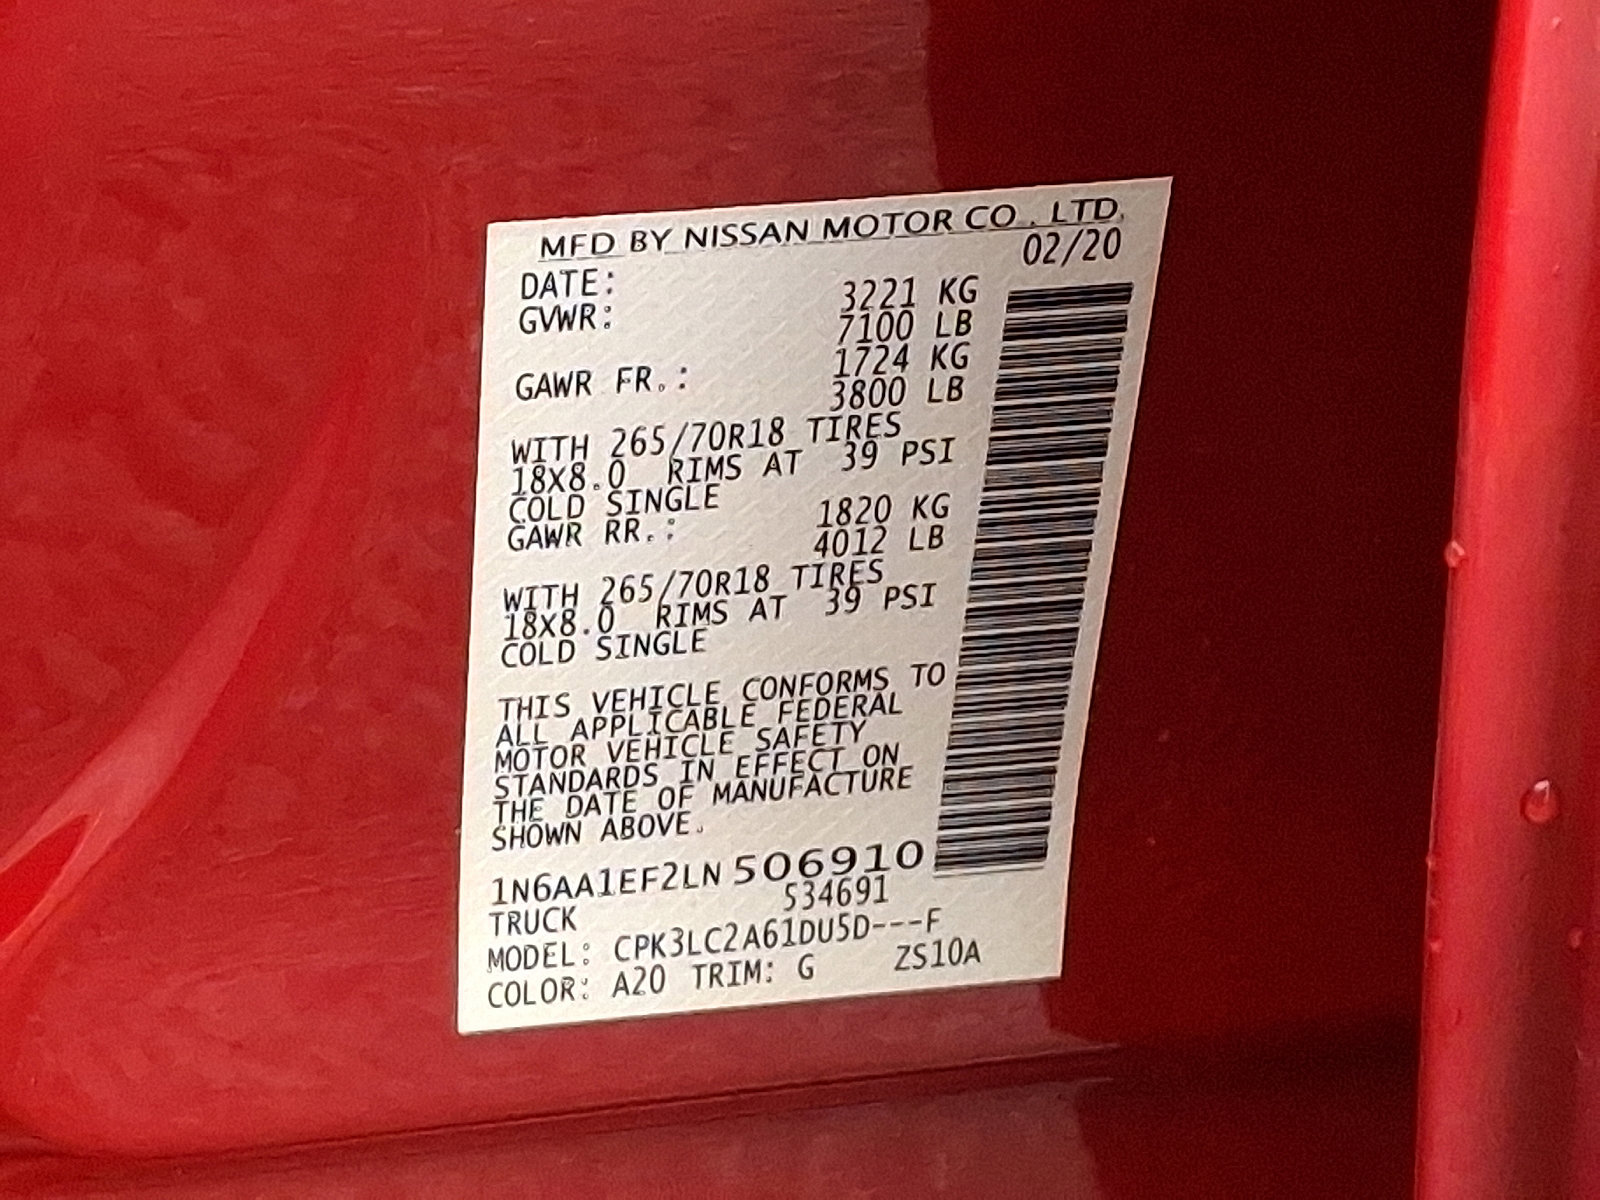 MFD BY NISSAN MOTOR CO., LTD.
DATE: 02/20
GVWR: 3221 KG
7100 LB
GAWR FR.: 1724 KG
3800 LB
WITH 265/70R18 TIRES
18X8.0 RIMS AT 39 PSI
COLD SINGLE
GAWR RR.: 1820 KG
4012 LB
WITH 265/70R18 TIRES
18X8.0 RIMS AT 39 PSI
COLD SINGLE
THIS VEHICLE CONFORMS TO
ALL APPLICABLE FEDERAL
MOTOR VEHICLE SAFETY
STANDARDS IN EFFECT ON
THE DATE OF MANUFACTURE
SHOWN ABOVE.
1N6AA1EF2LN506910
TRUCK 534691
MODEL: CPK3LC2A61DU5D---F
COLOR: A20 TRIM: G ZS10A